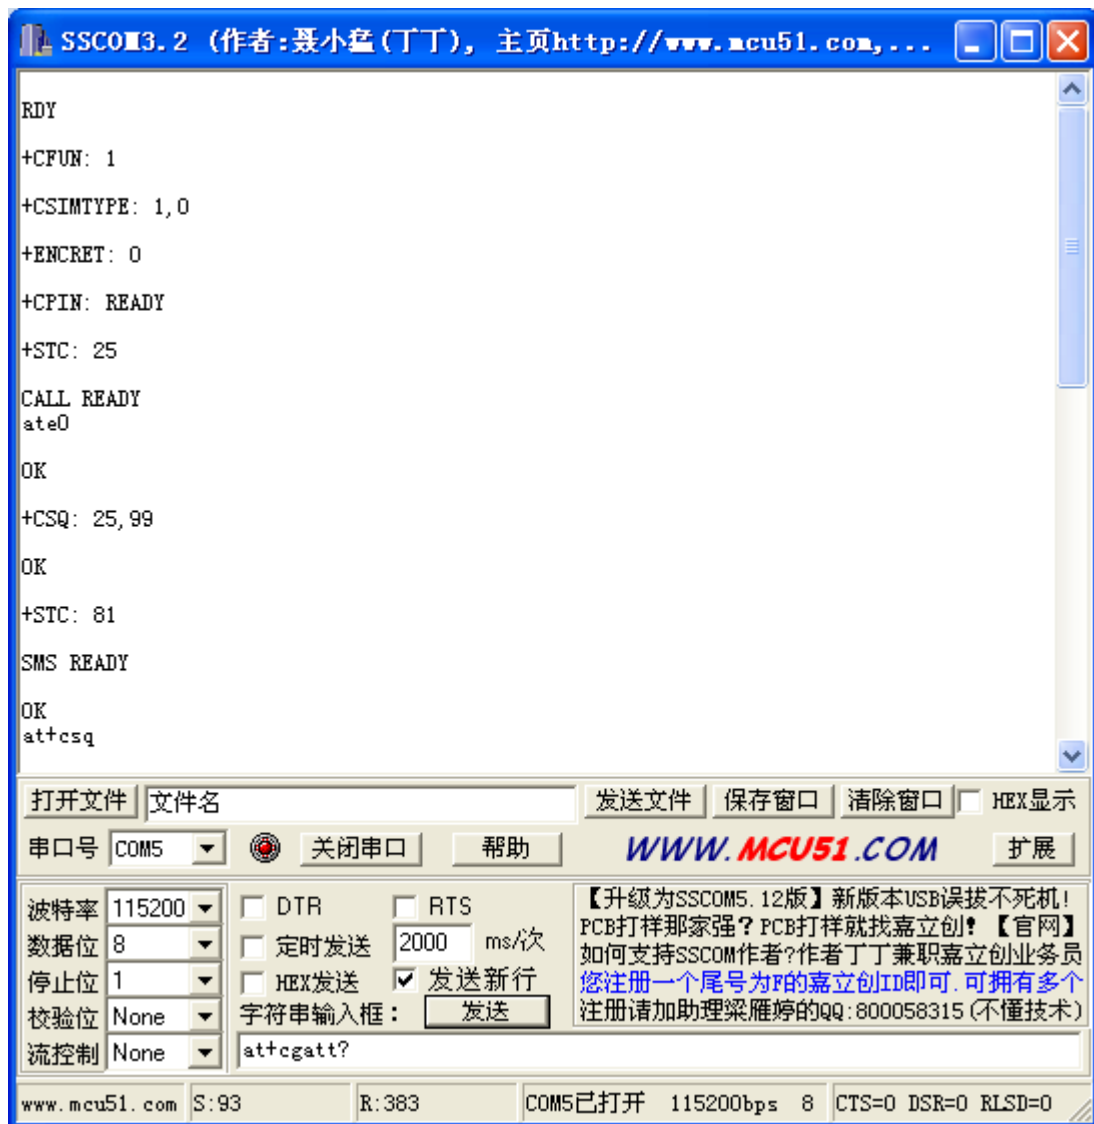 SSCOM3.2 (作者:聂小猛(丁丁), 主页http://www.mcu51.com,...
RDY
+CFUN: 1
+CSIMTYPE: 1,0
+ENCRET: 0
+CPIN: READY
+STC: 25
CALL READY
ate0
OK
+CSQ: 25,99
OK
+STC: 81
SMS READY
OK
at+csq
打开文件 文件名 发送文件 保存窗口 清除窗口 HEX显示
串口号 COM5 关闭串口 帮助 WWW.MCU51.COM 扩展
波特率 115200 DTR RTS
数据位 8 定时发送 2000 ms/次
停止位 1 HEX发送 发送新行
校验位 None 字符串输入框: 发送
流控制 None at+cgatt?
【升级为SSCOM5.12版】新版本USB误拔不死机!
PCB打样那家强?PCB打样就找嘉立创!【官网】
如何支持SSCOM作者?作者丁丁兼职嘉立创业务员
您注册一个尾号为F的嘉立创ID即可.可拥有多个
注册请加助理梁雁婷的QQ:800058315(不懂技术)
www.mcu51.com S:93 R:383 COM5已打开 115200bps 8 CTS=0 DSR=0 RLSD=0